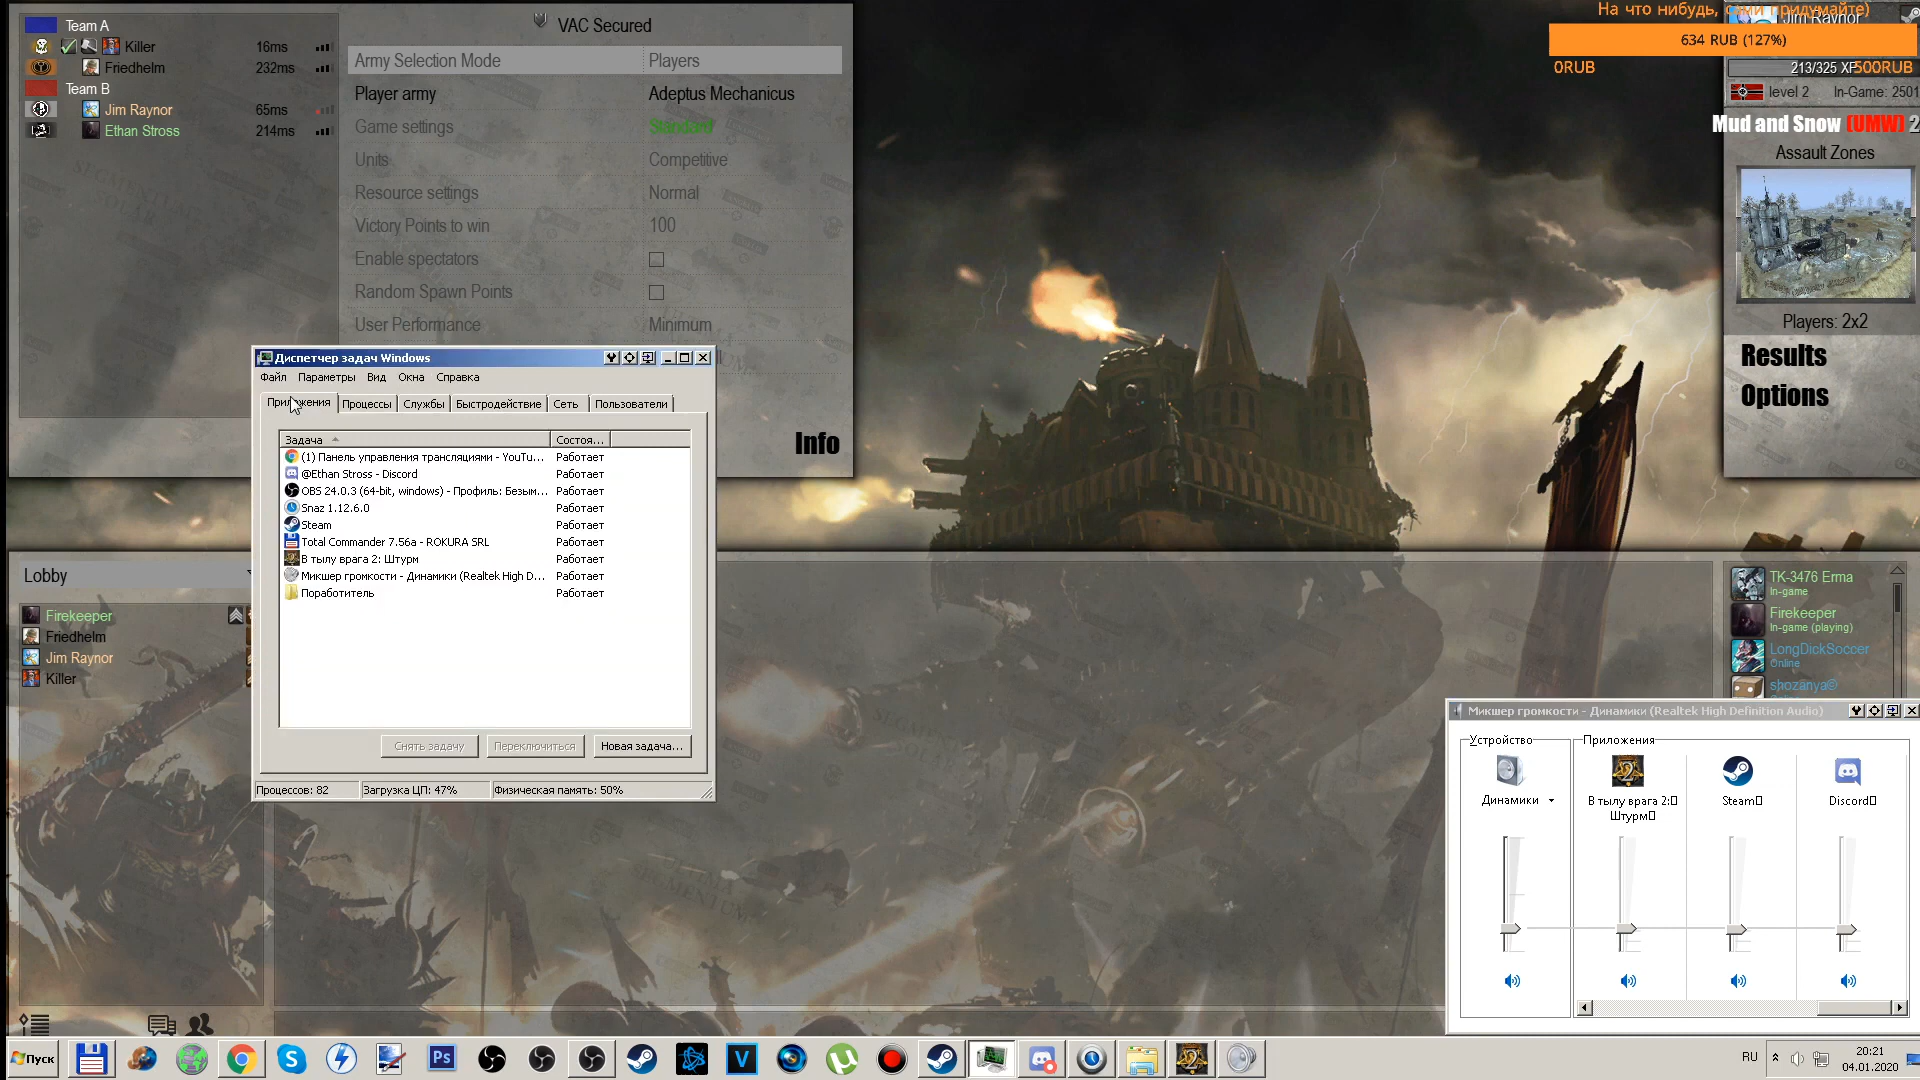 Team A
Killer 16ms
Friedhelm 232ms
Team B
Jim Raynor 65ms
Ethan Stross 214ms
VAC Secured
Army Selection Mode Players
Player army Adeptus Mechanicus
Game settings Standard
Units Competitive
Resource settings Normal
Victory Points to win 100
Enable spectators
Random Spawn Points
User Performance Minimum
Info
На что нибудь, сами придумайте)
Jim Raynor
634 RUB (127%)
0RUB 500RUB
213/325 XP
level 2 In-Game: 2501
Mud and Snow (UMW) 2
Assault Zones
Players: 2x2
Results
Options
Диспетчер задач Windows
Файл Параметры Вид Окна Справка
Приложения Процессы Службы Быстродействие Сеть Пользователи
Задача Состоя...
(1) Панель управления трансляциями - YouTu... Работает
@Ethan Stross - Discord Работает
OBS 24.0.3 (64-bit, windows) - Профиль: Безым... Работает
Snaz 1.12.6.0 Работает
Steam Работает
Total Commander 7.56a - ROKURA SRL Работает
В тылу врага 2: Штурм Работает
Микшер громкости - Динамики (Realtek High D... Работает
Поработитель Работает
Снять задачу Переключиться Новая задача...
Процессов: 82 Загрузка ЦП: 47% Физическая память: 50%
Lobby
Firekeeper
Friedhelm
Jim Raynor
Killer
TK-3476 Erma
In-game
Firekeeper
In-game (playing)
LongDickSoccer
Online
shozanya©
Микшер громкости - Динамики (Realtek High Definition Audio)
Устройство Приложения
Динамики
В тылу врага 2:
Штурм
Steam
Discord
Пуск
Ps
V
RU
20:21
04.01.2020